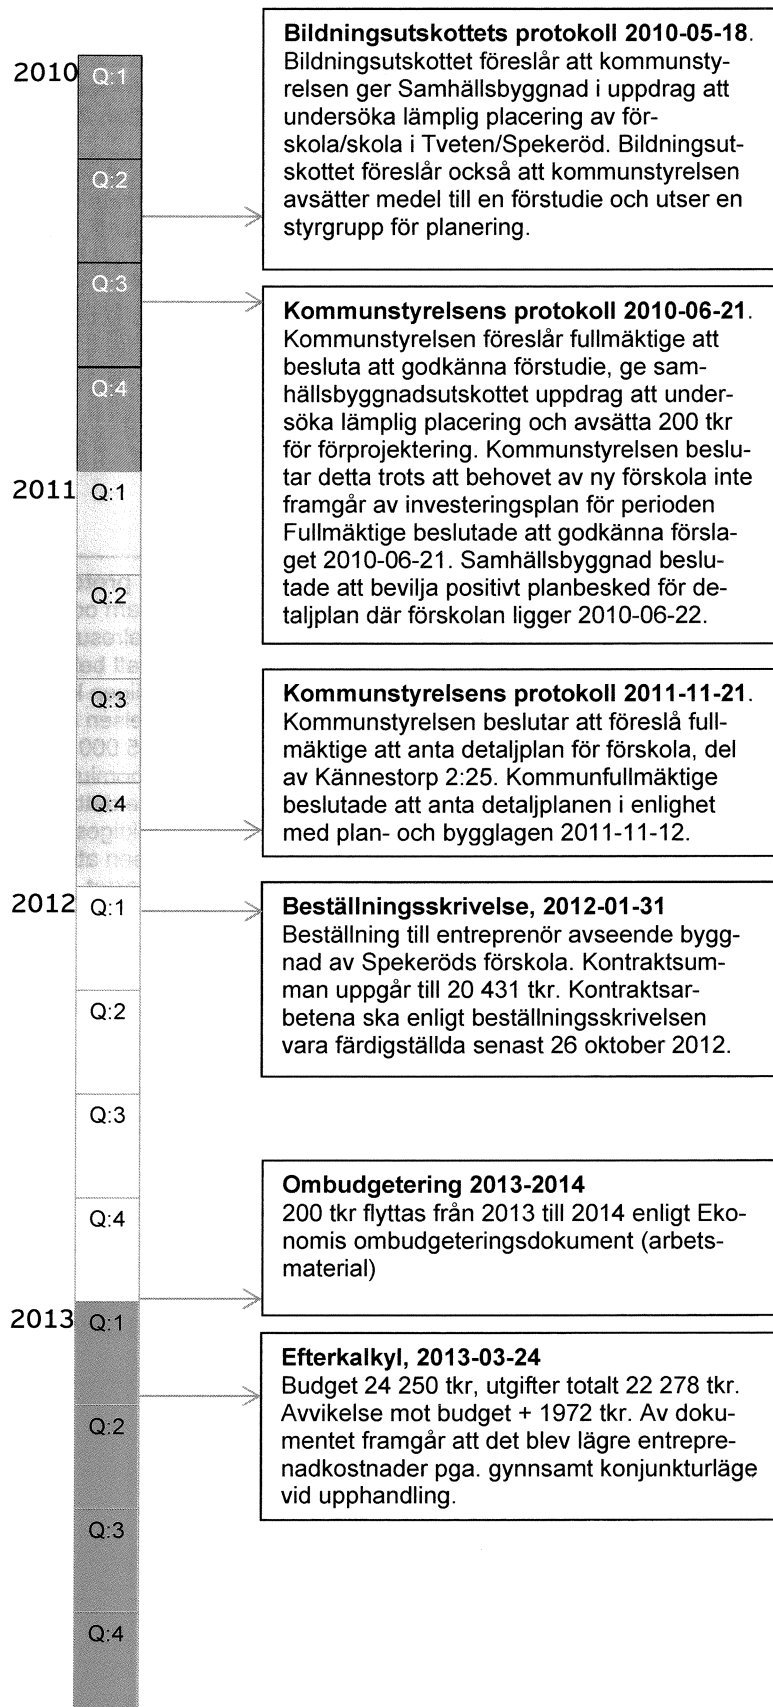 Bildningsutskottets protokoll 2010-05-18.
Bildningsutskottet föreslår att kommunsty-
relsen ger Samhällsbyggnad i uppdrag att
undersöka lämplig placering av för-
skola/skola i Tveten/Spekeröd. Bildningsut-
skottet föreslår också att kommunstyrelsen
avsätter medel till en förstudie och utser en
styrgrupp för planering.
2010
Q:1
Q:2
Q:3
Q:4
Kommunstyrelsens protokoll 2010-06-21.
Kommunstyrelsen föreslår fullmäktige att
besluta att godkänna förstudie, ge sam-
hällsbyggnadsutskottet uppdrag att under-
söka lämplig placering och avsätta 200 tkr
för förprojektering. Kommunstyrelsen beslu-
tar detta trots att behovet av ny förskola inte
framgår av investeringsplan för perioden
Fullmäktige beslutade att godkänna försla-
get 2010-06-21. Samhällsbyggnad beslu-
tade att bevilja positivt planbesked för de-
taljplan där förskolan ligger 2010-06-22.
2011
Q:1
Q:2
Q:3
Q:4
Kommunstyrelsens protokoll 2011-11-21.
Kommunstyrelsen beslutar att föreslå full-
mäktige att anta detaljplan för förskola, del
av Kännestorp 2:25. Kommunfullmäktige
beslutade att anta detaljplanen i enlighet
med plan- och bygglagen 2011-11-12.
2012
Q:1
Q:2
Q:3
Q:4
Beställningsskrivelse, 2012-01-31
Beställning till entreprenör avseende bygg-
nad av Spekeröds förskola. Kontraktsum-
man uppgår till 20 431 tkr. Kontraktsar-
betena ska enligt beställningsskrivelsen
vara färdigställda senast 26 oktober 2012.
Ombudgetering 2013-2014
200 tkr flyttas från 2013 till 2014 enligt Eko-
nomis ombudgeteringsdokument (arbets-
material)
2013
Q:1
Q:2
Q:3
Q:4
Efterkalkyl, 2013-03-24
Budget 24 250 tkr, utgifter totalt 22 278 tkr.
Avvikelse mot budget + 1972 tkr. Av doku-
mentet framgår att det blev lägre entrepre-
nadkostnader pga. gynnsamt konjunkturläge
vid upphandling.